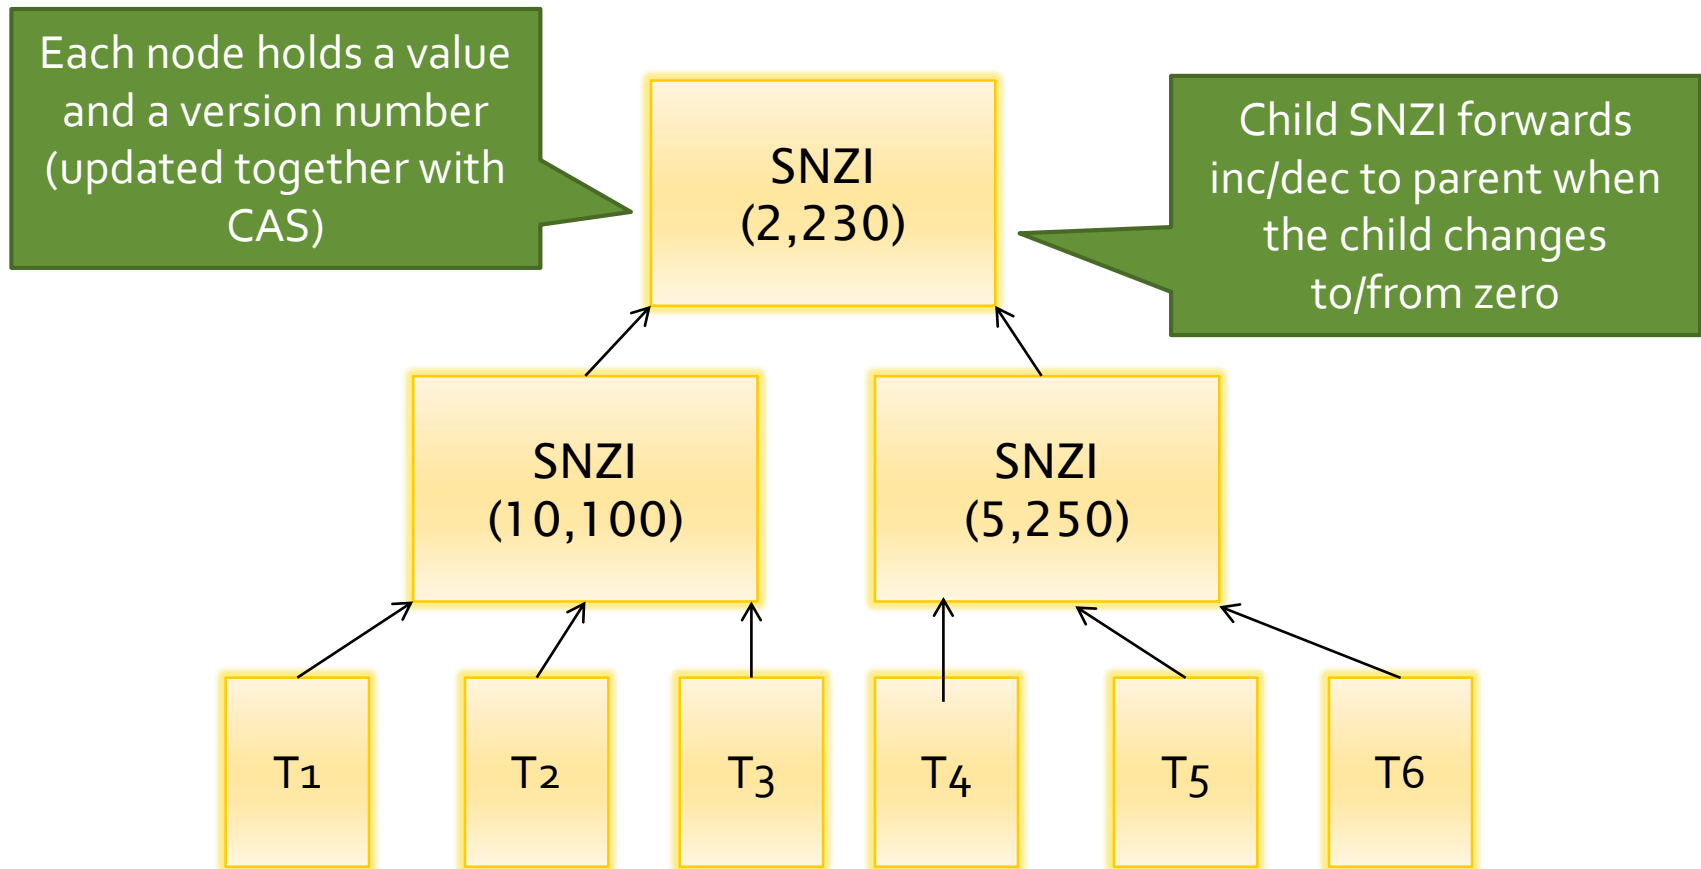 Each node holds a value
and a version number
(updated together with
CAS)
SNZI
(2,230)
Child SNZI forwards
inc/dec to parent when
the child changes
to/from zero
SNZI
(10,100)
SNZI
(5,250)
T1
T2
T3
T4
T5
T6